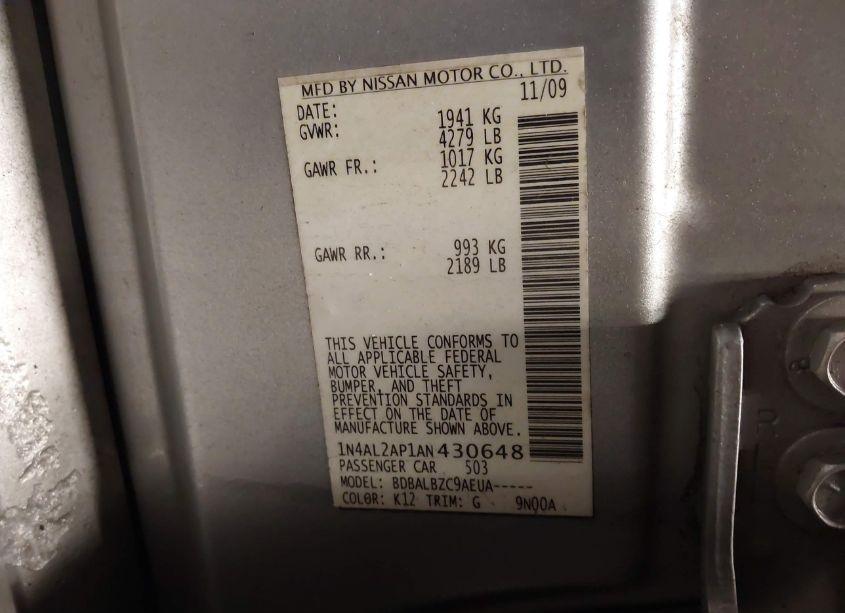 MFD BY NISSAN MOTOR CO., LTD.
DATE: 11/09
GVWR: 1941 KG
4279 LB
GAWR FR.: 1017 KG
2242 LB
GAWR RR.: 993 KG
2189 LB
THIS VEHICLE CONFORMS TO
ALL APPLICABLE FEDERAL
MOTOR VEHICLE SAFETY,
BUMPER, AND THEFT
PREVENTION STANDARDS IN
EFFECT ON THE DATE OF
MANUFACTURE SHOWN ABOVE.
1N4AL2AP1AN430648
PASSENGER CAR 503
MODEL: BDBALBZC9AEUA-----
COLOR: K12 TRIM: G 9N00A
8
R